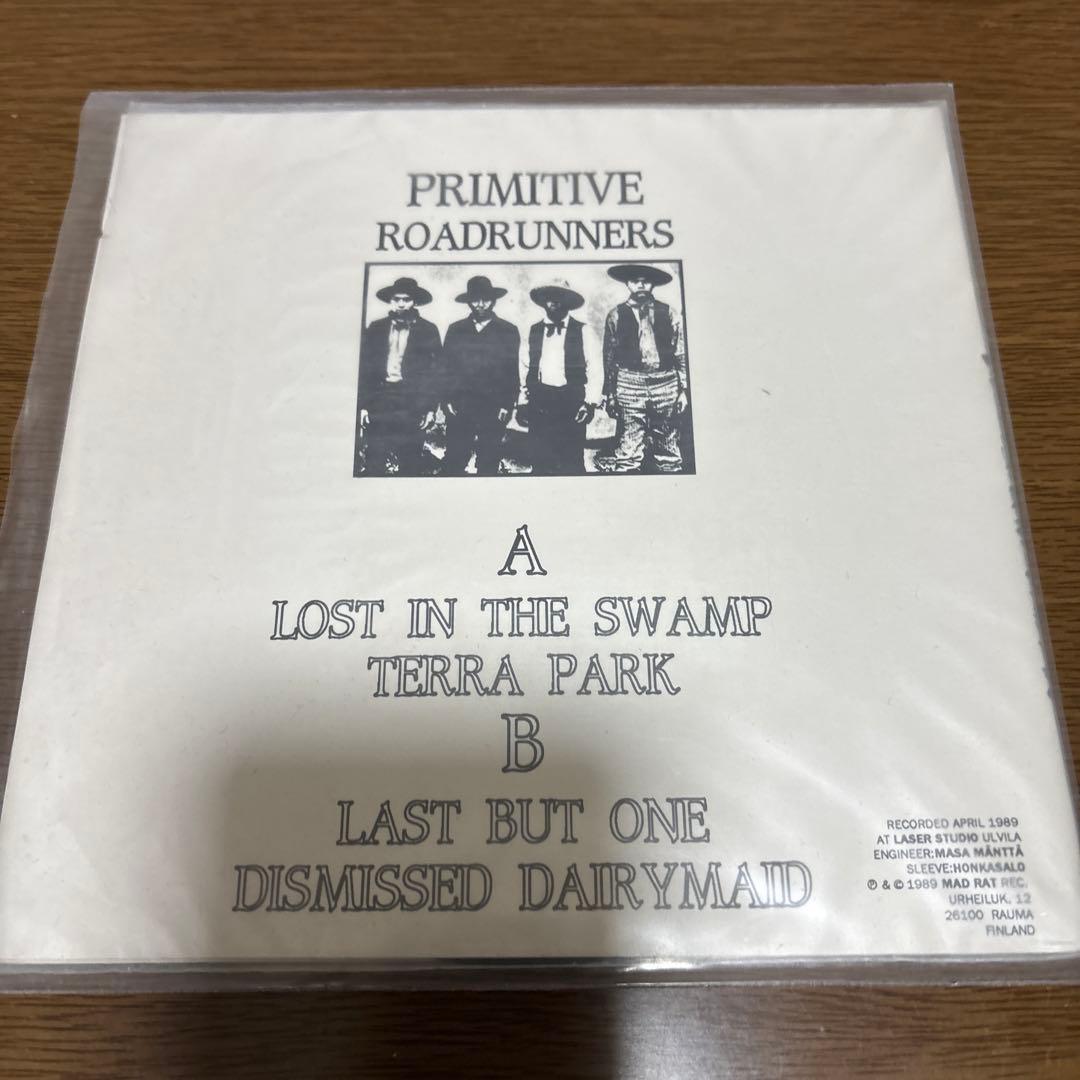 PRIMITIVE
ROADRUNNERS
A
LOST IN THE SWAMP
TERRA PARK
B
LAST BUT ONE
DISMISSED DAIRYMAID
RECORDED APRIL 1989
AT LASER STUDIO ULVILA
ENGINEER:MASA MÄNTTÄ
SLEEVE:HONKASALO
℗ & © 1989 MAD RAT REC.
URHEILUK. 12
26100 RAUMA
FINLAND